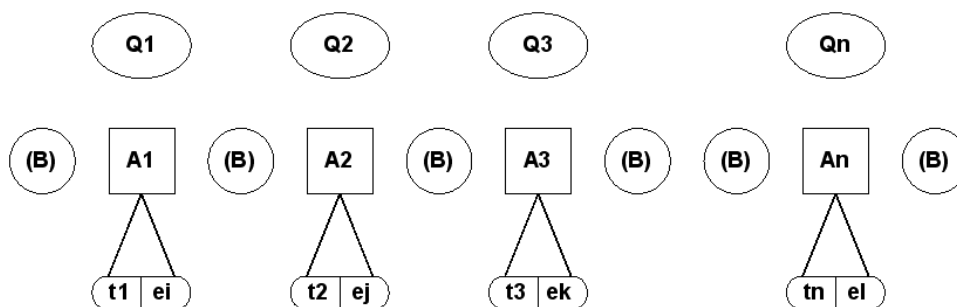 Q1 Q2 Q3 Qn
(B) A1 (B) A2 (B) A3 (B) (B) An (B)
t1 ei t2 ej t3 ek tn el